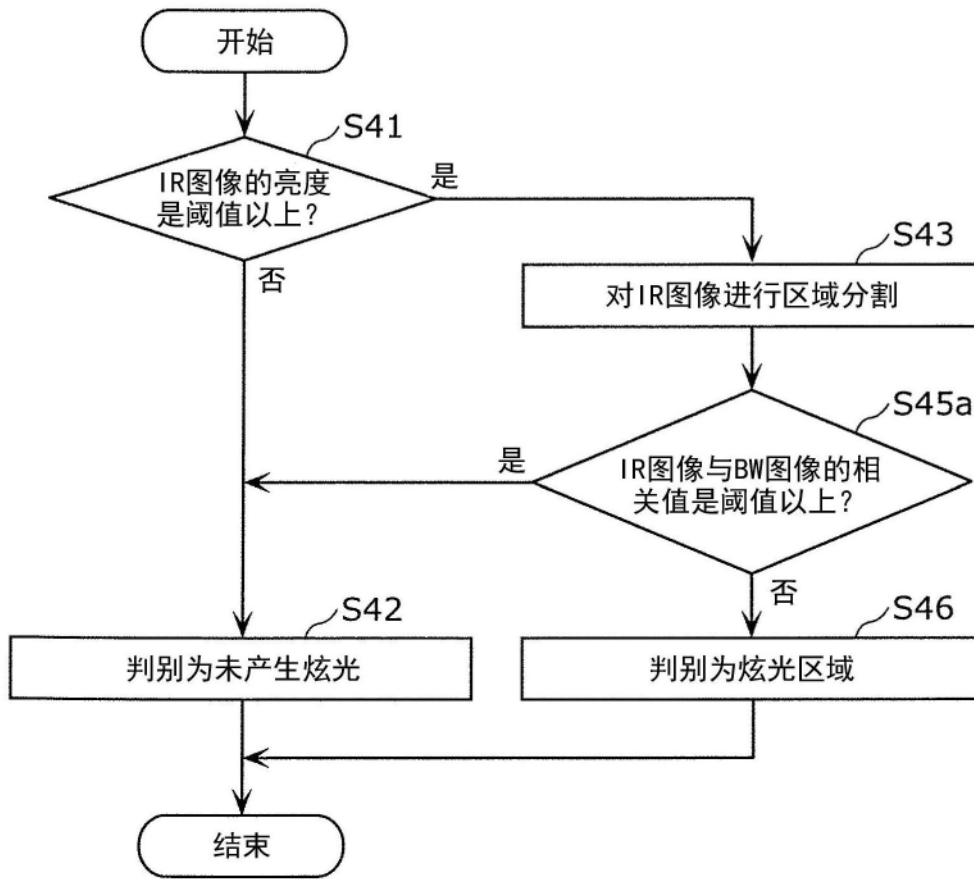 开始
S41
IR图像的亮度
是阈值以上?
是
否
S43
对IR图像进行区域分割
S45a
IR图像与BW图像的相
关值是阈值以上?
是
否
S42
判别为未产生炫光
S46
判别为炫光区域
结束